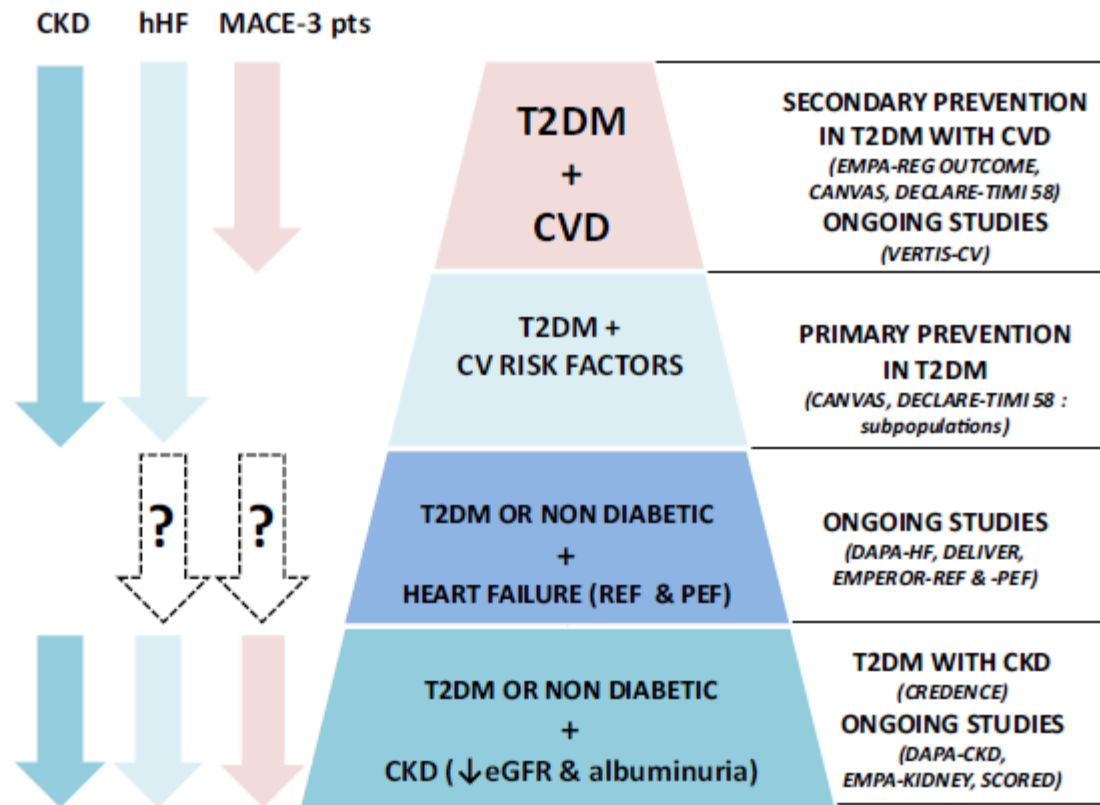 CKD hHF MACE-3 pts
T2DM
+
CVD
SECONDARY PREVENTION
IN T2DM WITH CVD
(EMPA-REG OUTCOME,
CANVAS, DECLARE-TIMI 58)
ONGOING STUDIES
(VERTIS-CV)
T2DM +
CV RISK FACTORS
PRIMARY PREVENTION
IN T2DM
(CANVAS, DECLARE-TIMI 58 :
subpopulations)
? ?
T2DM OR NON DIABETIC
+
HEART FAILURE (REF & PEF)
ONGOING STUDIES
(DAPA-HF, DELIVER,
EMPEROR-REF & -PEF)
T2DM OR NON DIABETIC
+
CKD (↓eGFR & albuminuria)
T2DM WITH CKD
(CREDENCE)
ONGOING STUDIES
(DAPA-CKD,
EMPA-KIDNEY, SCORED)